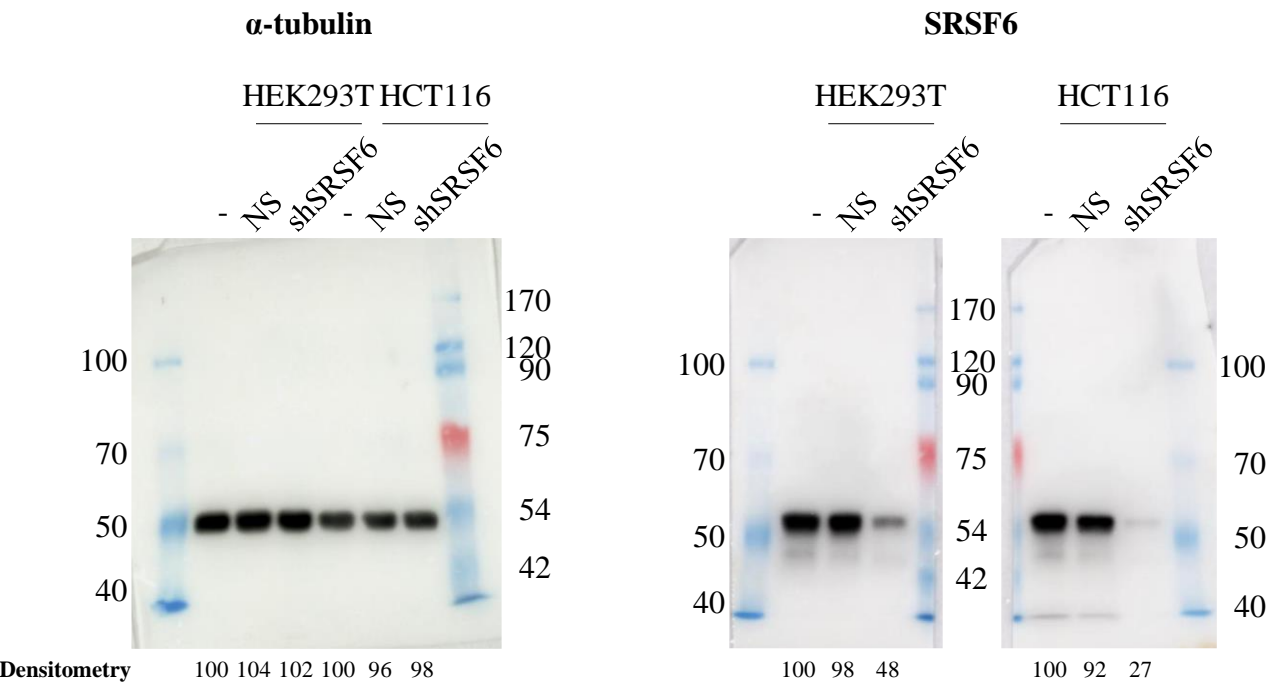 α-tubulin
SRSF6
HEK293T HCT116
HEK293T
HCT116
- NS shSRSF6 - NS shSRSF6
- NS shSRSF6
- NS shSRSF6
100
70
50
40
170
120
90
75
54
42
100
70
50
40
170
120
90
75
54
42
100
70
50
40
Densitometry 100 104 102 100 96 98
100 98 48
100 92 27